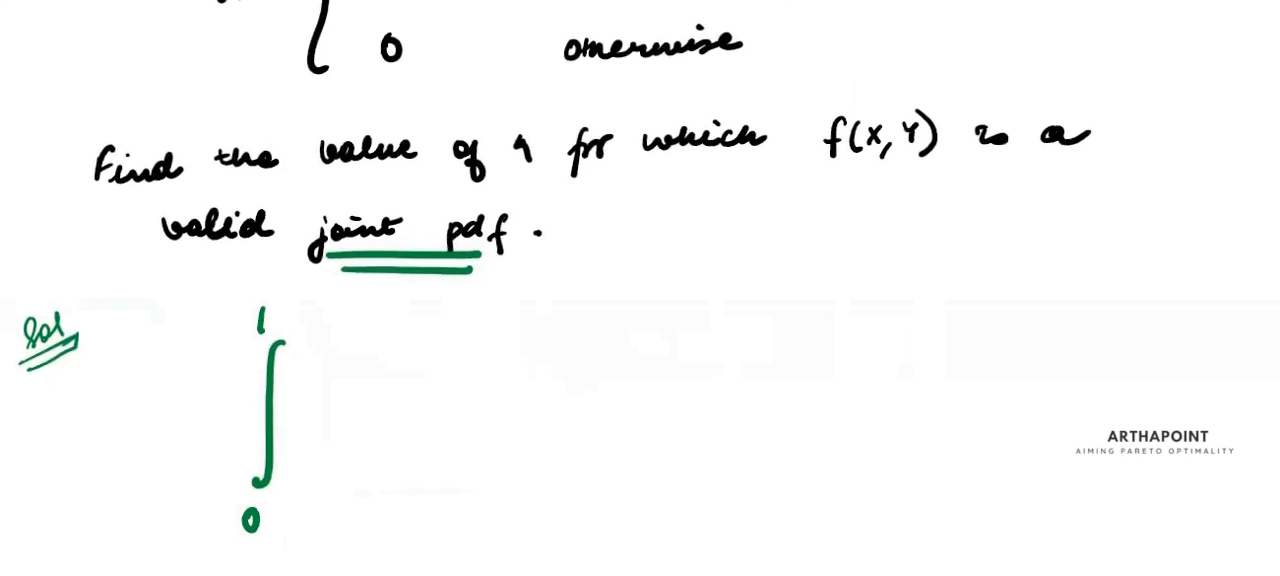 0 otherwise
Find the value of q for which f(x,y) is a
valid joint pdf.
Sol
1
∫
0
ARTHAPOINT
AIMING PARETO OPTIMALITY